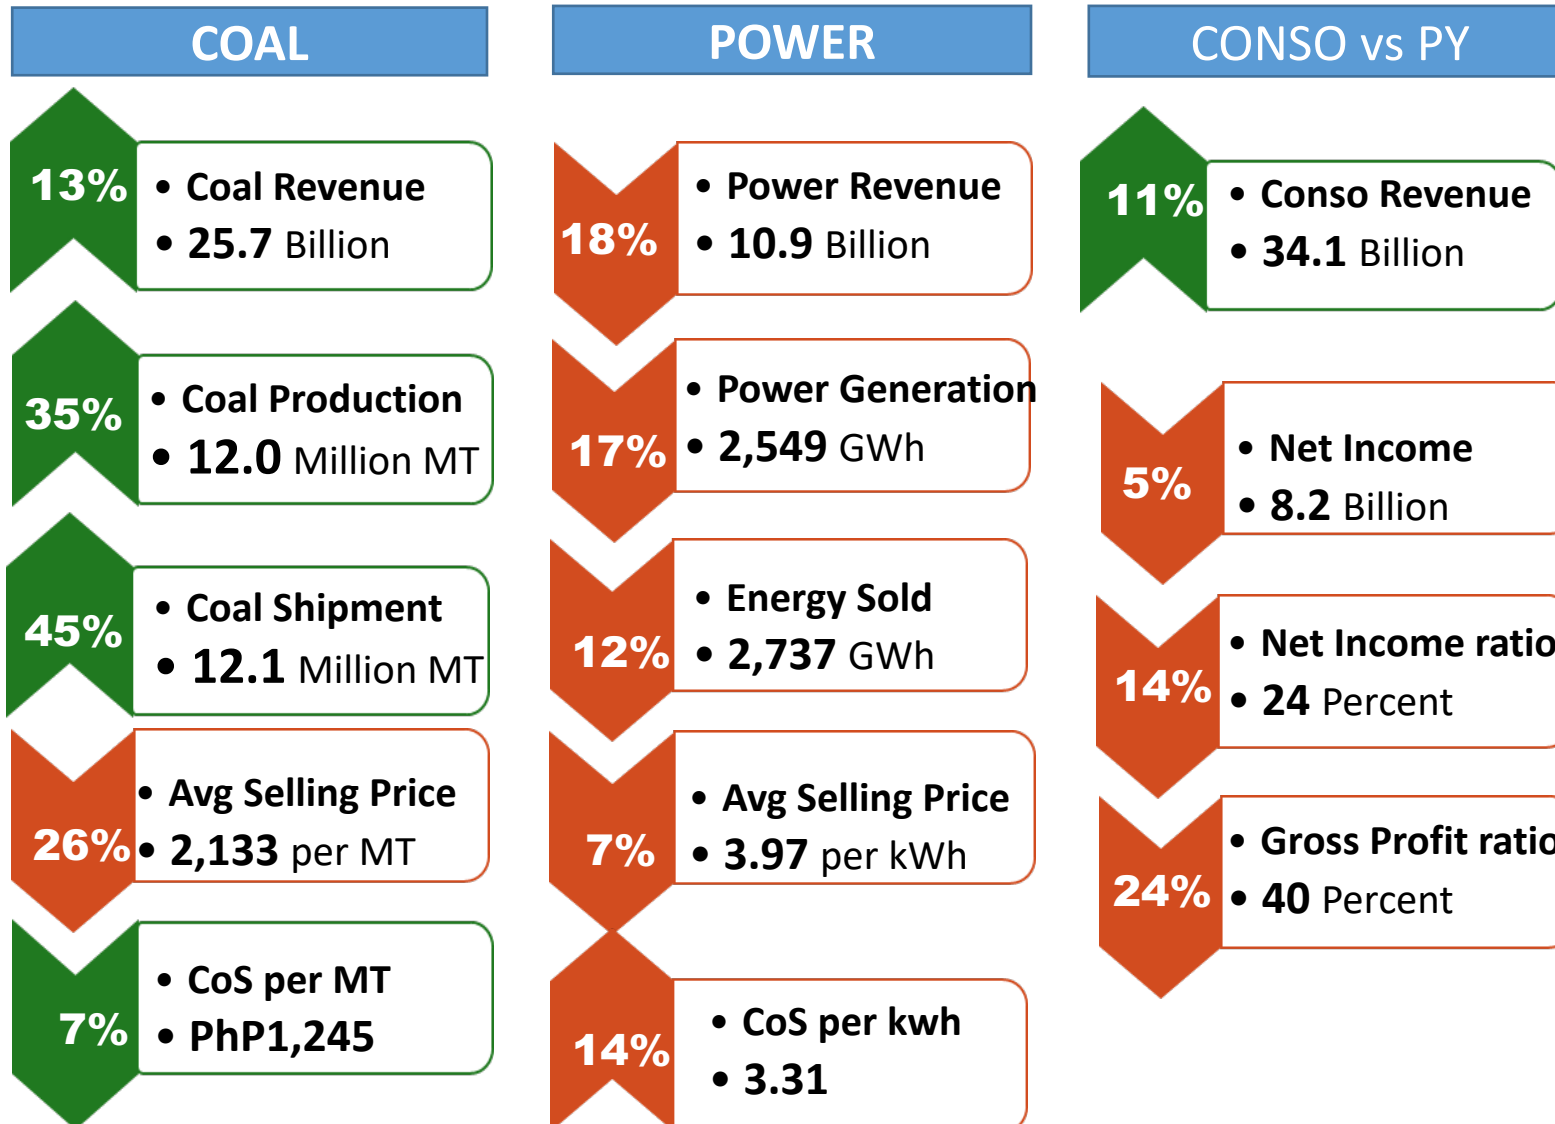 COAL
13%
• Coal Revenue
• 25.7 Billion
35%
• Coal Production
• 12.0 Million MT
45%
• Coal Shipment
• 12.1 Million MT
26%
• Avg Selling Price
• 2,133 per MT
7%
• CoS per MT
• PhP1,245
POWER
18%
• Power Revenue
• 10.9 Billion
17%
• Power Generation
• 2,549 GWh
12%
• Energy Sold
• 2,737 GWh
7%
• Avg Selling Price
• 3.97 per kWh
14%
• CoS per kwh
• 3.31
CONSO vs PY
11%
• Conso Revenue
• 34.1 Billion
5%
• Net Income
• 8.2 Billion
14%
• Net Income ratio
• 24 Percent
24%
• Gross Profit ratio
• 40 Percent